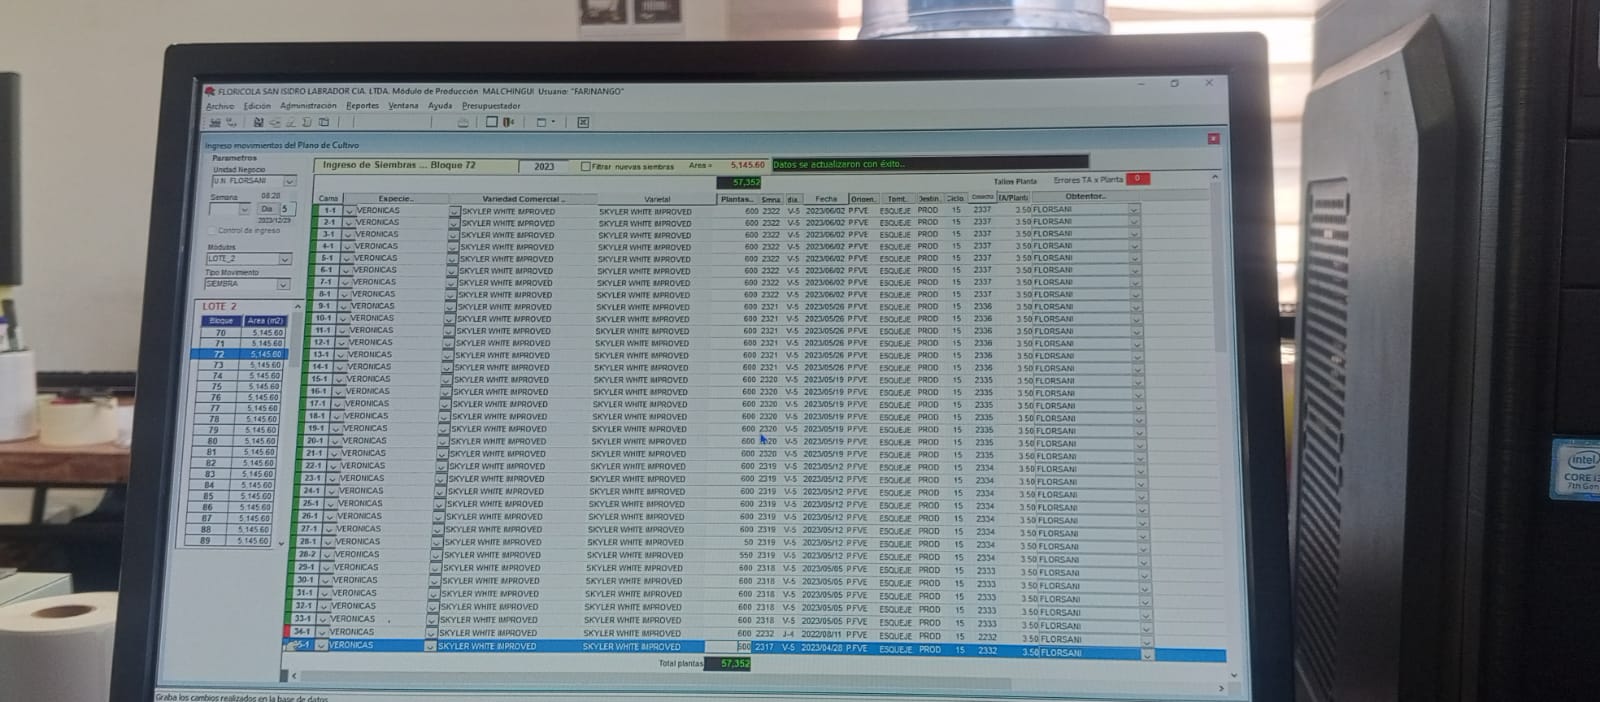 FLORICOLA SAN ISIDRO LABRADOR CIA. LTDA. Módulo de Producción MALCHINGUI Usuario: "FARINANGO"
Archivo Edición Administración Reportes Ventana Ayuda Presupuestador
Ingreso movimientos del Plano de Cultivo
Parametros
Unidad Negocio
U.N. FLORSANI
Semana 08:28
Dia 5
2023/12/29
Control de ingreso
Módulos
LOTE_2
Tipo Movimiento
SIEMBRA
LOTE 2
Bloque Area (m2)
70 5,145.60
71 5,145.60
72 5,145.60
73 5,145.60
74 5,145.60
75 5,145.60
76 5,145.60
77 5,145.60
78 5,145.60
79 5,145.60
80 5,145.60
81 5,145.60
82 5,145.60
83 5,145.60
84 5,145.60
85 5,145.60
86 5,145.60
87 5,145.60
88 5,145.60
89 5,145.60
Ingreso de Siembras ... Bloque 72 2023 Filtrar nuevas siembras Area = 5,145.60 Datos se actualizaron con éxito..
57,352 Tallos Planta Errores TA x Planta 0
Cama Especie.. Variedad Comercial .. Varietal Plantas.. Smna dia. Fecha Origen. Tomt. Destin. Ciclo Cosecha TA/Plant Obtentor..
1-1 VERONICAS SKYLER WHITE IMPROVED SKYLER WHITE IMPROVED 600 2322 V-5 2023/06/02 P.FVE ESQUEJE PROD 15 2337 3.50 FLORSANI
2-1 VERONICAS SKYLER WHITE IMPROVED SKYLER WHITE IMPROVED 600 2322 V-5 2023/06/02 P.FVE ESQUEJE PROD 15 2337 3.50 FLORSANI
3-1 VERONICAS SKYLER WHITE IMPROVED SKYLER WHITE IMPROVED 600 2322 V-5 2023/06/02 P.FVE ESQUEJE PROD 15 2337 3.50 FLORSANI
4-1 VERONICAS SKYLER WHITE IMPROVED SKYLER WHITE IMPROVED 600 2322 V-5 2023/06/02 P.FVE ESQUEJE PROD 15 2337 3.50 FLORSANI
5-1 VERONICAS SKYLER WHITE IMPROVED SKYLER WHITE IMPROVED 600 2322 V-5 2023/06/02 P.FVE ESQUEJE PROD 15 2337 3.50 FLORSANI
6-1 VERONICAS SKYLER WHITE IMPROVED SKYLER WHITE IMPROVED 600 2322 V-5 2023/06/02 P.FVE ESQUEJE PROD 15 2337 3.50 FLORSANI
7-1 VERONICAS SKYLER WHITE IMPROVED SKYLER WHITE IMPROVED 600 2322 V-5 2023/06/02 P.FVE ESQUEJE PROD 15 2337 3.50 FLORSANI
8-1 VERONICAS SKYLER WHITE IMPROVED SKYLER WHITE IMPROVED 600 2322 V-5 2023/06/02 P.FVE ESQUEJE PROD 15 2337 3.50 FLORSANI
9-1 VERONICAS SKYLER WHITE IMPROVED SKYLER WHITE IMPROVED 600 2321 V-5 2023/05/26 P.FVE ESQUEJE PROD 15 2336 3.50 FLORSANI
10-1 VERONICAS SKYLER WHITE IMPROVED SKYLER WHITE IMPROVED 600 2321 V-5 2023/05/26 P.FVE ESQUEJE PROD 15 2336 3.50 FLORSANI
11-1 VERONICAS SKYLER WHITE IMPROVED SKYLER WHITE IMPROVED 600 2321 V-5 2023/05/26 P.FVE ESQUEJE PROD 15 2336 3.50 FLORSANI
12-1 VERONICAS SKYLER WHITE IMPROVED SKYLER WHITE IMPROVED 600 2321 V-5 2023/05/26 P.FVE ESQUEJE PROD 15 2336 3.50 FLORSANI
13-1 VERONICAS SKYLER WHITE IMPROVED SKYLER WHITE IMPROVED 600 2321 V-5 2023/05/26 P.FVE ESQUEJE PROD 15 2336 3.50 FLORSANI
14-1 VERONICAS SKYLER WHITE IMPROVED SKYLER WHITE IMPROVED 600 2321 V-5 2023/05/26 P.FVE ESQUEJE PROD 15 2336 3.50 FLORSANI
15-1 VERONICAS SKYLER WHITE IMPROVED SKYLER WHITE IMPROVED 600 2320 V-5 2023/05/19 P.FVE ESQUEJE PROD 15 2335 3.50 FLORSANI
16-1 VERONICAS SKYLER WHITE IMPROVED SKYLER WHITE IMPROVED 600 2320 V-5 2023/05/19 P.FVE ESQUEJE PROD 15 2335 3.50 FLORSANI
17-1 VERONICAS SKYLER WHITE IMPROVED SKYLER WHITE IMPROVED 600 2320 V-5 2023/05/19 P.FVE ESQUEJE PROD 15 2335 3.50 FLORSANI
18-1 VERONICAS SKYLER WHITE IMPROVED SKYLER WHITE IMPROVED 600 2320 V-5 2023/05/19 P.FVE ESQUEJE PROD 15 2335 3.50 FLORSANI
19-1 VERONICAS SKYLER WHITE IMPROVED SKYLER WHITE IMPROVED 600 2320 V-5 2023/05/19 P.FVE ESQUEJE PROD 15 2335 3.50 FLORSANI
20-1 VERONICAS SKYLER WHITE IMPROVED SKYLER WHITE IMPROVED 600 2320 V-5 2023/05/19 P.FVE ESQUEJE PROD 15 2335 3.50 FLORSANI
21-1 VERONICAS SKYLER WHITE IMPROVED SKYLER WHITE IMPROVED 600 2320 V-5 2023/05/19 P.FVE ESQUEJE PROD 15 2335 3.50 FLORSANI
22-1 VERONICAS SKYLER WHITE IMPROVED SKYLER WHITE IMPROVED 600 2319 V-5 2023/05/12 P.FVE ESQUEJE PROD 15 2334 3.50 FLORSANI
23-1 VERONICAS SKYLER WHITE IMPROVED SKYLER WHITE IMPROVED 600 2319 V-5 2023/05/12 P.FVE ESQUEJE PROD 15 2334 3.50 FLORSANI
24-1 VERONICAS SKYLER WHITE IMPROVED SKYLER WHITE IMPROVED 600 2319 V-5 2023/05/12 P.FVE ESQUEJE PROD 15 2334 3.50 FLORSANI
25-1 VERONICAS SKYLER WHITE IMPROVED SKYLER WHITE IMPROVED 600 2319 V-5 2023/05/12 P.FVE ESQUEJE PROD 15 2334 3.50 FLORSANI
26-1 VERONICAS SKYLER WHITE IMPROVED SKYLER WHITE IMPROVED 600 2319 V-5 2023/05/12 P.FVE ESQUEJE PROD 15 2334 3.50 FLORSANI
27-1 VERONICAS SKYLER WHITE IMPROVED SKYLER WHITE IMPROVED 600 2319 V-5 2023/05/12 P.FVE ESQUEJE PROD 15 2334 3.50 FLORSANI
28-1 VERONICAS SKYLER WHITE IMPROVED SKYLER WHITE IMPROVED 50 2319 V-5 2023/05/12 P.FVE ESQUEJE PROD 15 2334 3.50 FLORSANI
28-2 VERONICAS SKYLER WHITE IMPROVED SKYLER WHITE IMPROVED 550 2319 V-5 2023/05/12 P.FVE ESQUEJE PROD 15 2334 3.50 FLORSANI
29-1 VERONICAS SKYLER WHITE IMPROVED SKYLER WHITE IMPROVED 600 2318 V-5 2023/05/05 P.FVE ESQUEJE PROD 15 2333 3.50 FLORSANI
30-1 VERONICAS SKYLER WHITE IMPROVED SKYLER WHITE IMPROVED 600 2318 V-5 2023/05/05 P.FVE ESQUEJE PROD 15 2333 3.50 FLORSANI
31-1 VERONICAS SKYLER WHITE IMPROVED SKYLER WHITE IMPROVED 600 2318 V-5 2023/05/05 P.FVE ESQUEJE PROD 15 2333 3.50 FLORSANI
32-1 VERONICAS SKYLER WHITE IMPROVED SKYLER WHITE IMPROVED 600 2318 V-5 2023/05/05 P.FVE ESQUEJE PROD 15 2333 3.50 FLORSANI
33-1 VERONICAS SKYLER WHITE IMPROVED SKYLER WHITE IMPROVED 600 2318 V-5 2023/05/05 P.FVE ESQUEJE PROD 15 2333 3.50 FLORSANI
34-1 VERONICAS SKYLER WHITE IMPROVED SKYLER WHITE IMPROVED 600 2232 J-4 2022/08/11 P.FVE ESQUEJE PROD 15 2232 3.50 FLORSANI
35-1 VERONICAS SKYLER WHITE IMPROVED SKYLER WHITE IMPROVED 2317 V-5 2023/04/28 P.FVE ESQUEJE PROD 15 2332 3.50 FLORSANI
Total plantas 57,352
Graba los cambios realizados en la base de datos
intel
CORE i3
7th Gen